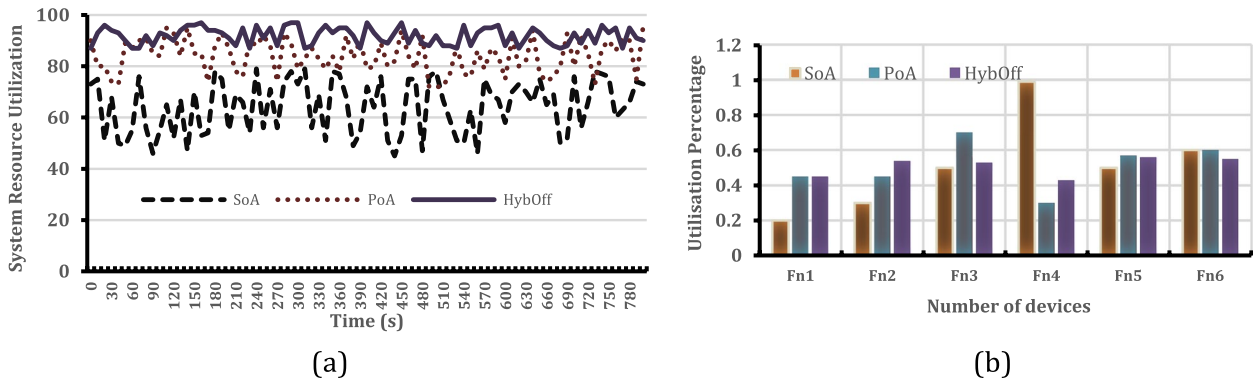 System Resource Utilization
100
80
60
40
20
0
SoA
PoA
HybOff
0
30
60
90
120
150
180
210
240
270
300
330
360
390
420
450
480
510
540
570
600
630
660
690
720
750
780
Time (s)
(a)
Utilisation Percentage
1.2
1
0.8
0.6
0.4
0.2
0
SoA
PoA
HybOff
Fn1
Fn2
Fn3
Fn4
Fn5
Fn6
Number of devices
(b)